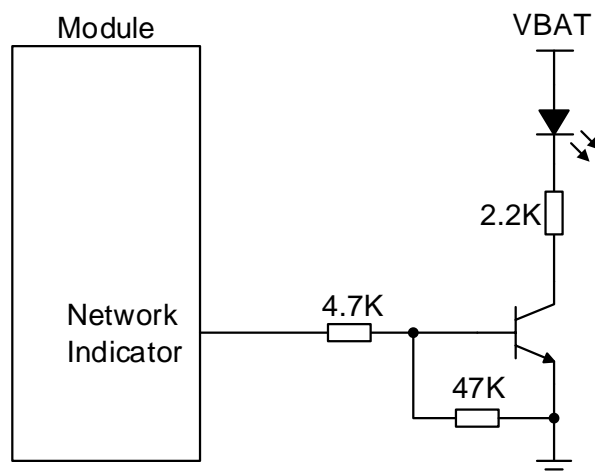 Module
VBAT
2.2K
4.7K
Network
Indicator
47K